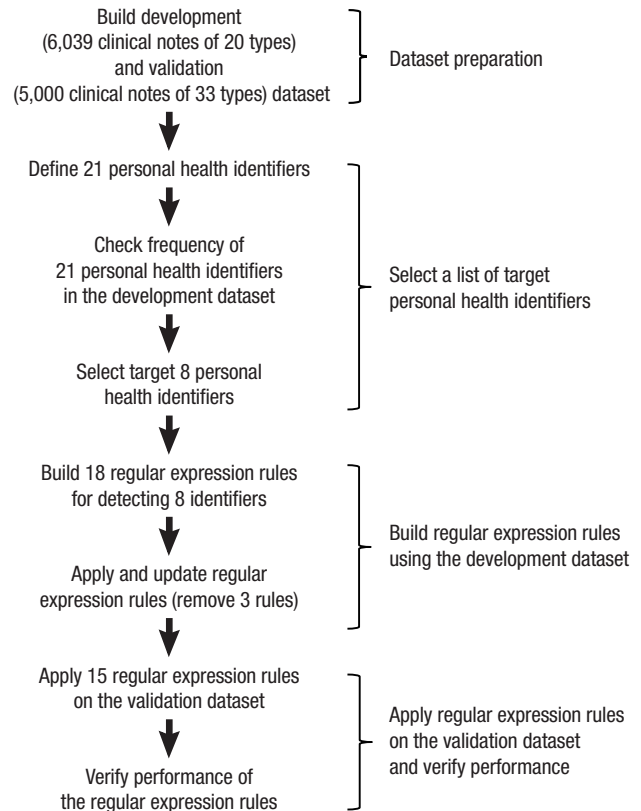 Build development
(6,039 clinical notes of 20 types)
and validation
(5,000 clinical notes of 33 types) dataset
Dataset preparation
Define 21 personal health identifiers
Check frequency of
21 personal health identifiers
in the development dataset
Select target 8 personal
health identifiers
Select a list of target
personal health identifiers
Build 18 regular expression rules
for detecting 8 identifiers
Apply and update regular
expression rules (remove 3 rules)
Build regular expression rules
using the development dataset
Apply 15 regular expression rules
on the validation dataset
Verify performance of
the regular expression rules
Apply regular expression rules
on the validation dataset
and verify performance